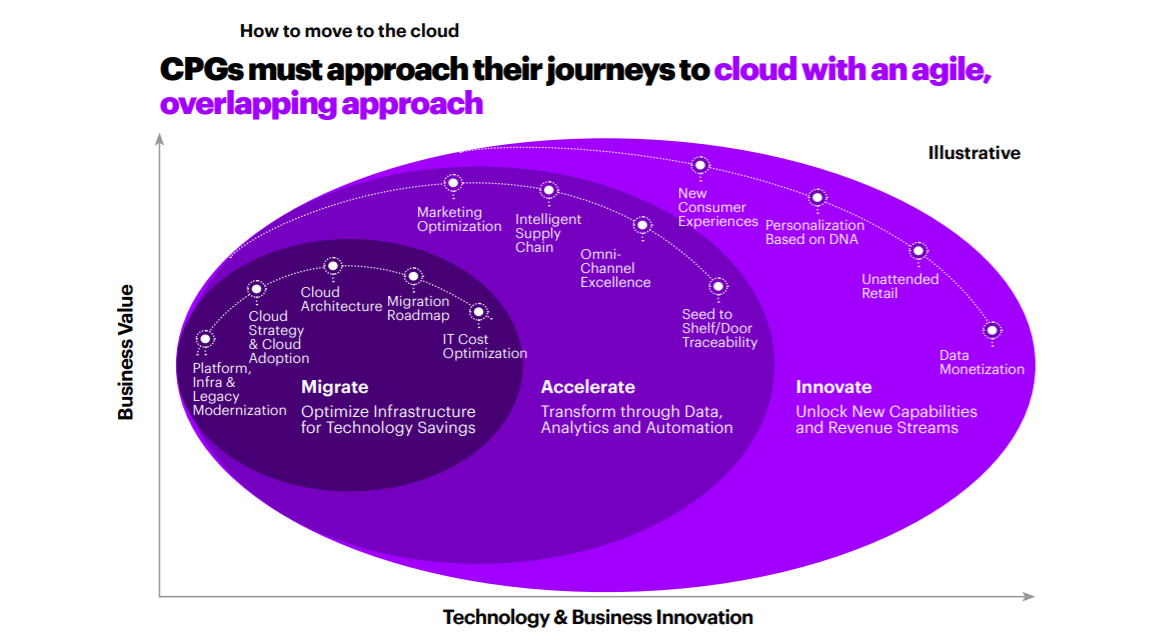 How to move to the cloud
CPGs must approach their journeys to cloud with an agile,
overlapping approach
Illustrative
Business Value
Technology & Business Innovation
Platform,
Infra &
Legacy
Modernization
Cloud
Strategy
& Cloud
Adoption
Cloud
Architecture
Migration
Roadmap
IT Cost
Optimization
Migrate
Optimize Infrastructure
for Technology Savings
Marketing
Optimization
Intelligent
Supply
Chain
Omni-
Channel
Excellence
Seed to
Shelf/Door
Traceability
Accelerate
Transform through Data,
Analytics and Automation
New
Consumer
Experiences
Personalization
Based on DNA
Unattended
Retail
Data
Monetization
Innovate
Unlock New Capabilities
and Revenue Streams